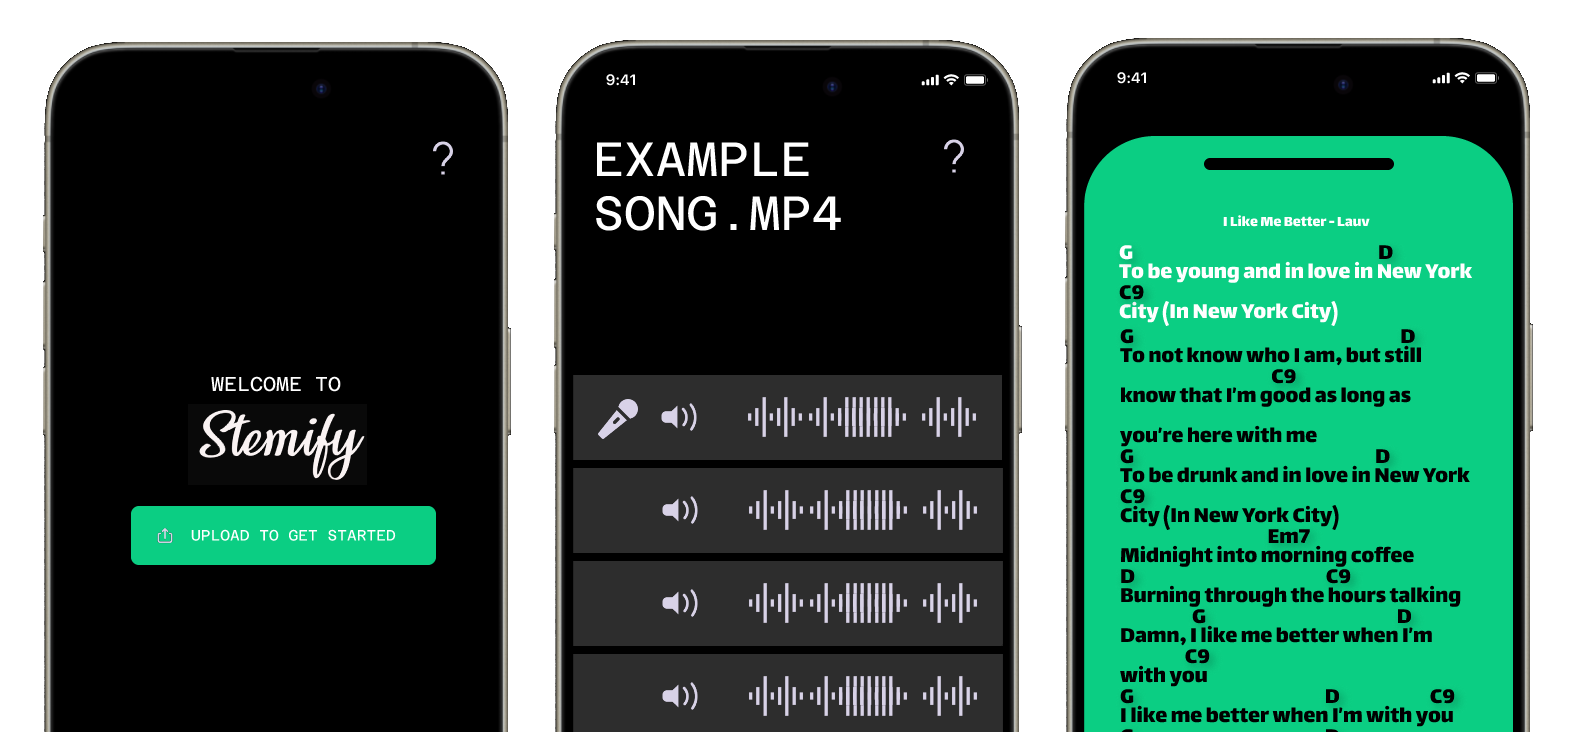 ?
WELCOME TO
Stemify
UPLOAD TO GET STARTED
9:41
EXAMPLE
SONG.MP4
?
9:41
I Like Me Better - Lauv
G D
To be young and in love in New York
C9
City (In New York City)
G D
To not know who I am, but still
C9
know that I'm good as long as
you're here with me
G D
To be drunk and in love in New York
C9
City (In New York City)
Em7
Midnight into morning coffee
D C9
Burning through the hours talking
G D
Damn, I like me better when I'm
C9
with you
G D C9
I like me better when I'm with you